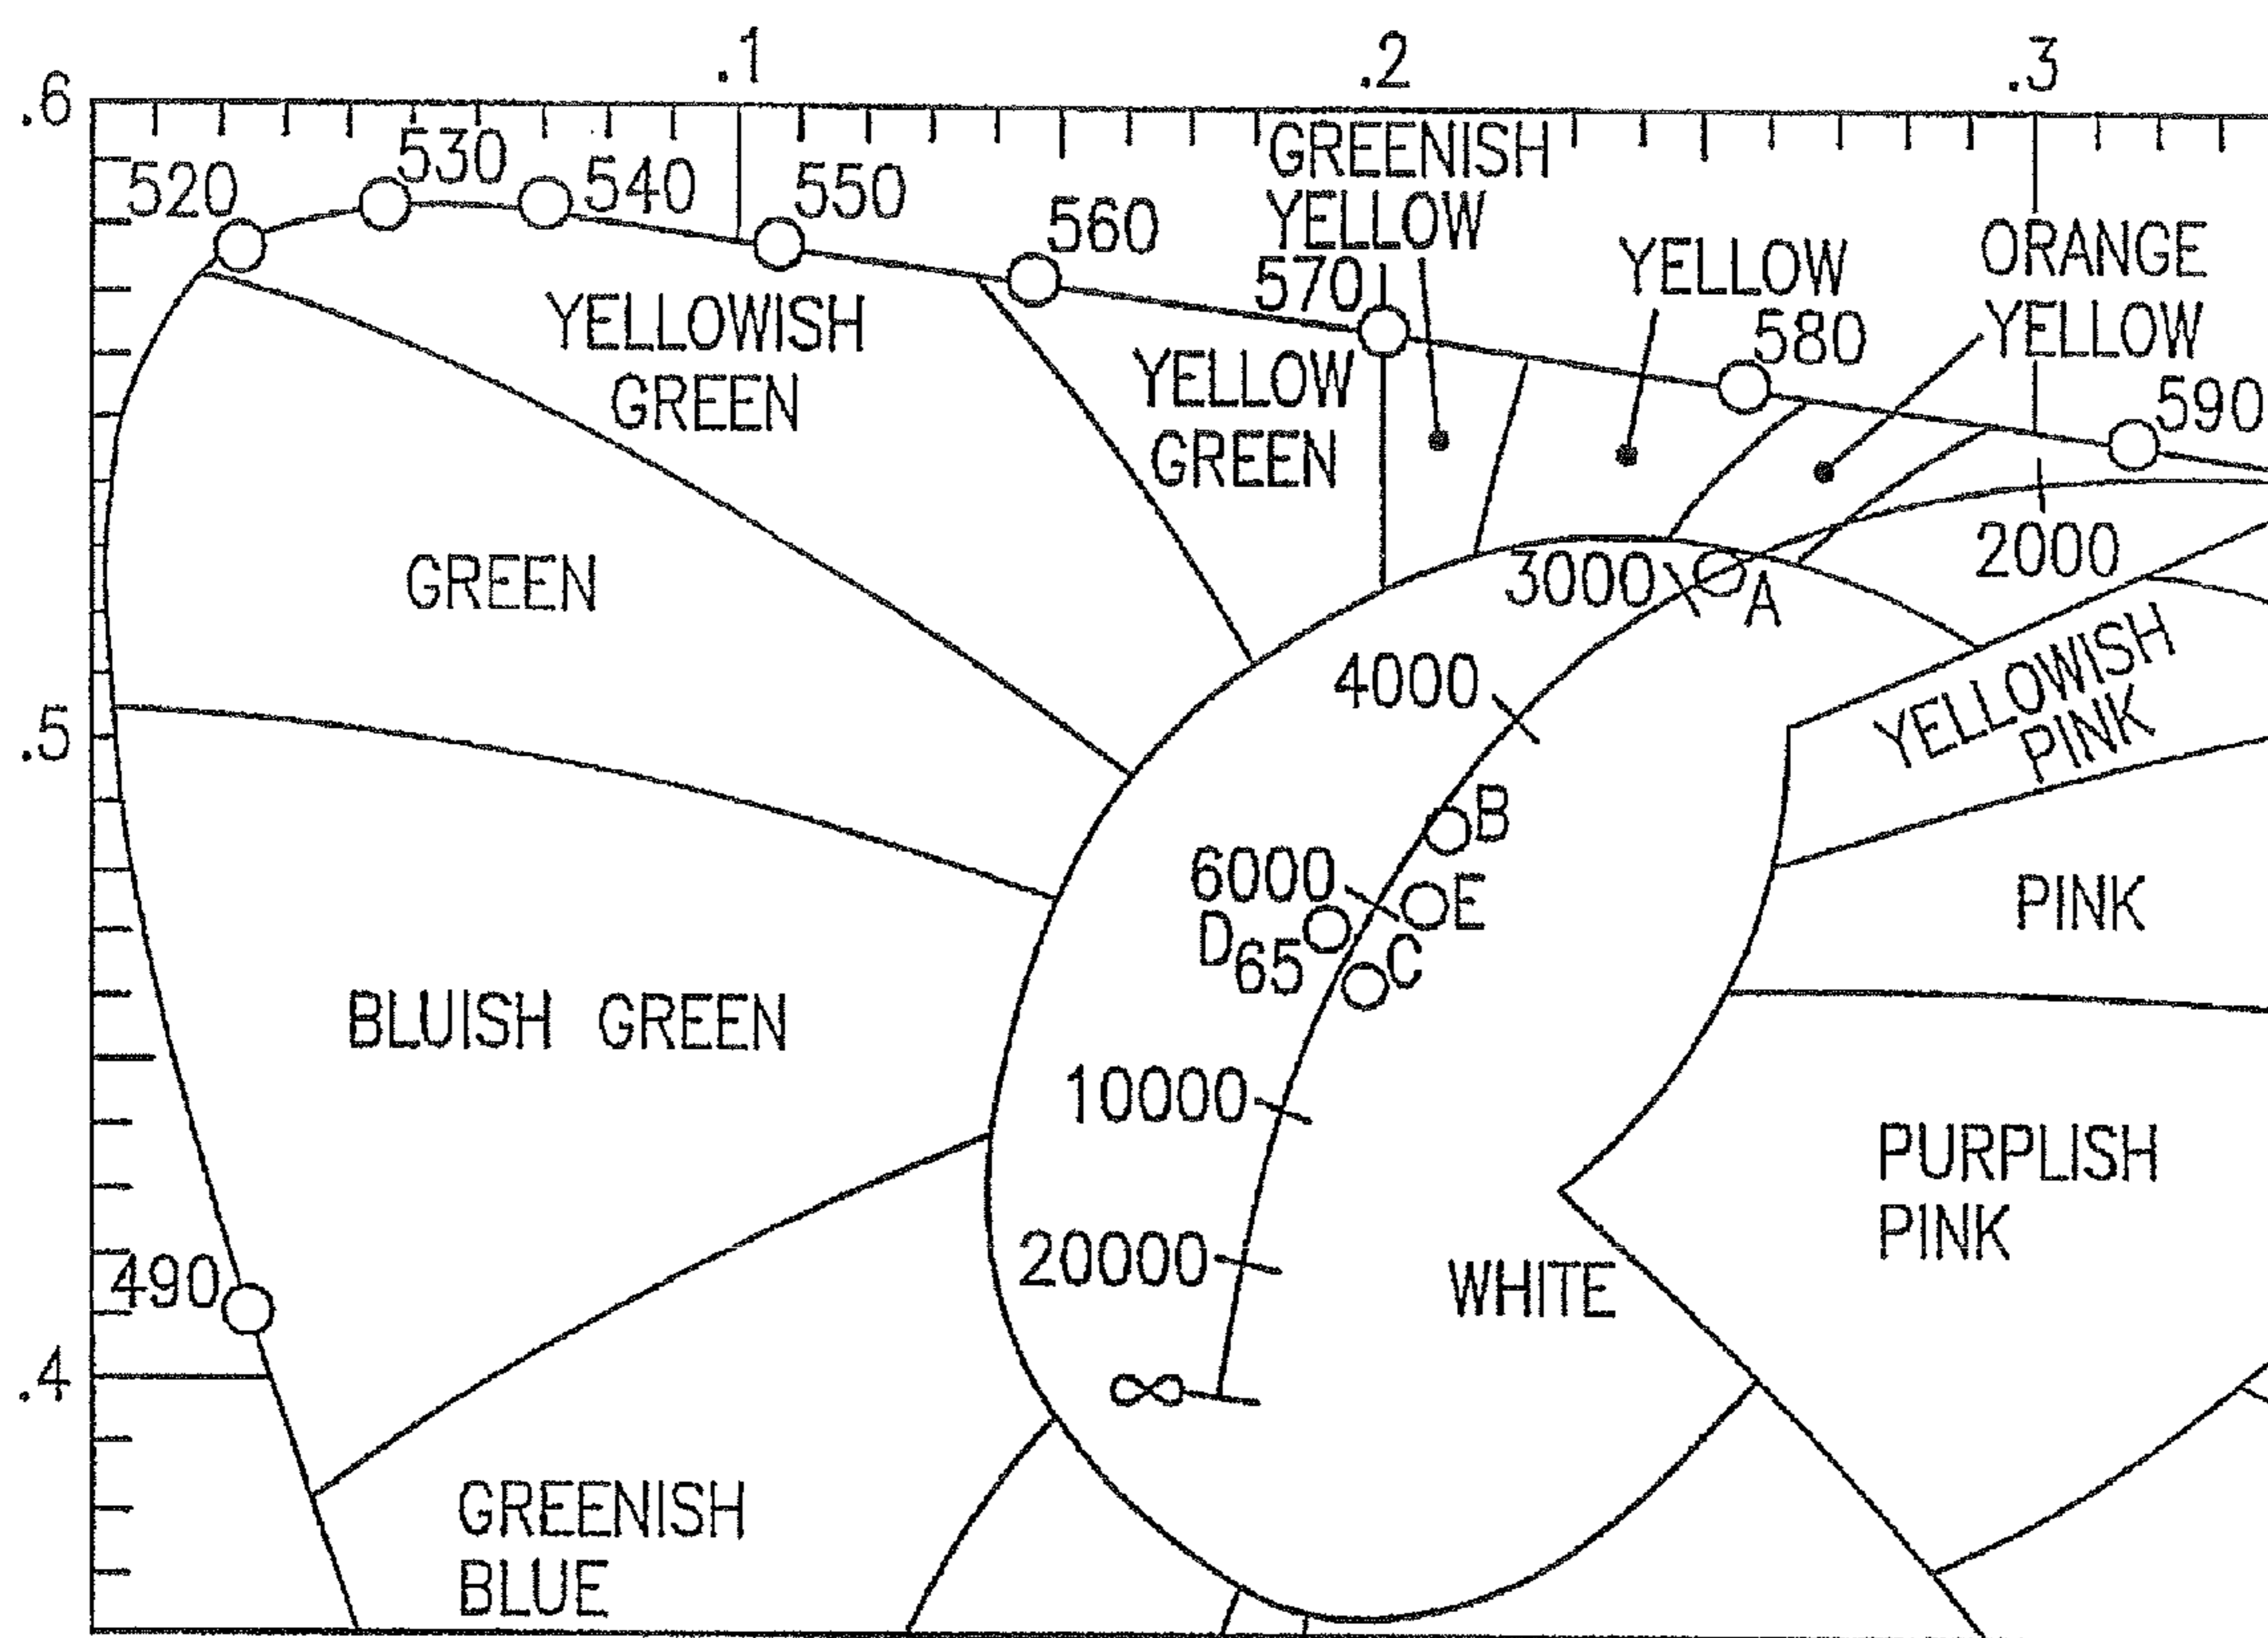 .1
.2
.3
.6
530
520
540
550
560
GREENISH
YELLOW
570
YELLOW
580
ORANGE
YELLOW
590
YELLOWISH
GREEN
YELLOW
GREEN
GREEN
3000
A
2000
4000
YELLOWISH
PINK
.5
B
6000
E
D65
C
PINK
BLUISH GREEN
10000
PURPLISH
PINK
20000
WHITE
490
.4
∞
GREENISH
BLUE